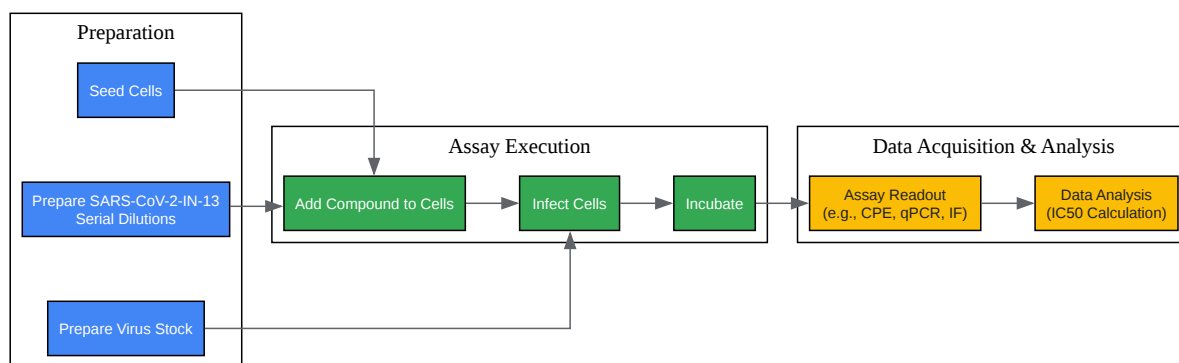 Preparation
Seed Cells
Prepare SARS-CoV-2-IN-13
Serial Dilutions
Prepare Virus Stock
Assay Execution
Add Compound to Cells
Infect Cells
Incubate
Data Acquisition & Analysis
Assay Readout
(e.g., CPE, qPCR, IF)
Data Analysis
(IC50 Calculation)